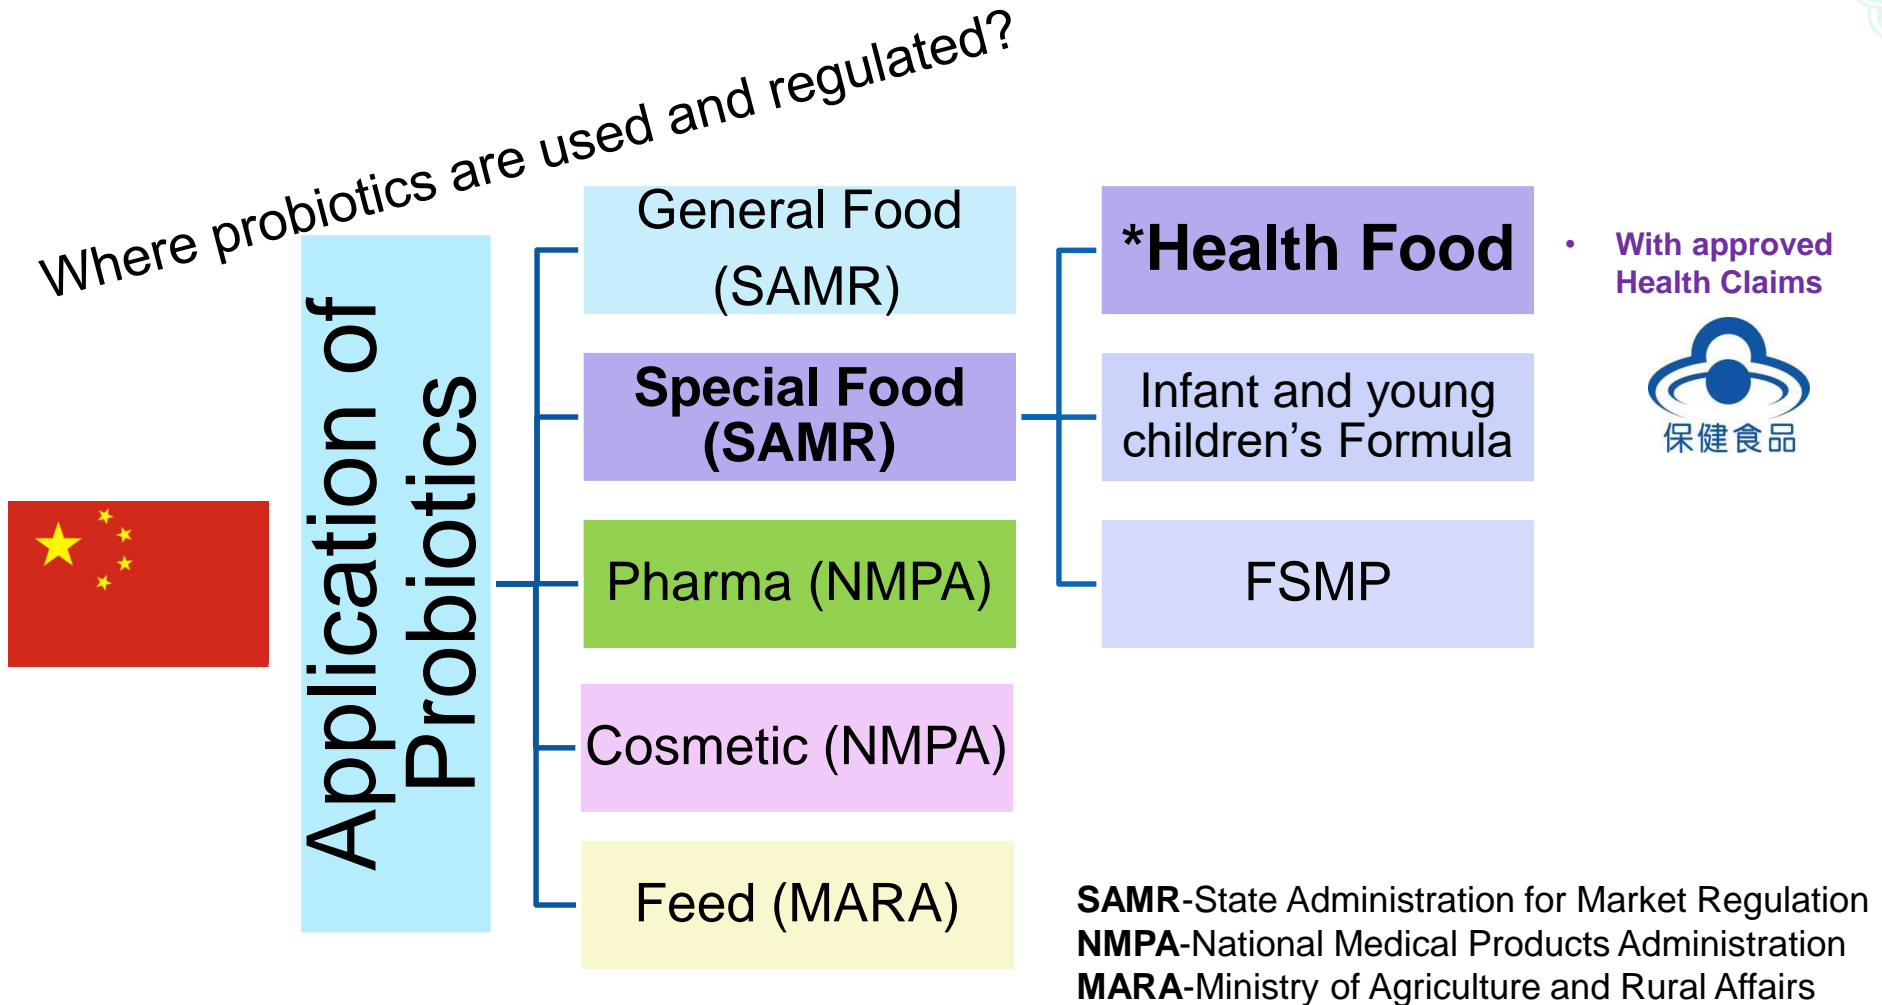 Where probiotics are used and regulated?
Application of
Probiotics
General Food
(SAMR)
Special Food
(SAMR)
Pharma (NMPA)
Cosmetic (NMPA)
Feed (MARA)
*Health Food
Infant and young
children’s Formula
FSMP
• With approved
Health Claims
保健食品
SAMR-State Administration for Market Regulation
NMPA-National Medical Products Administration
MARA-Ministry of Agriculture and Rural Affairs